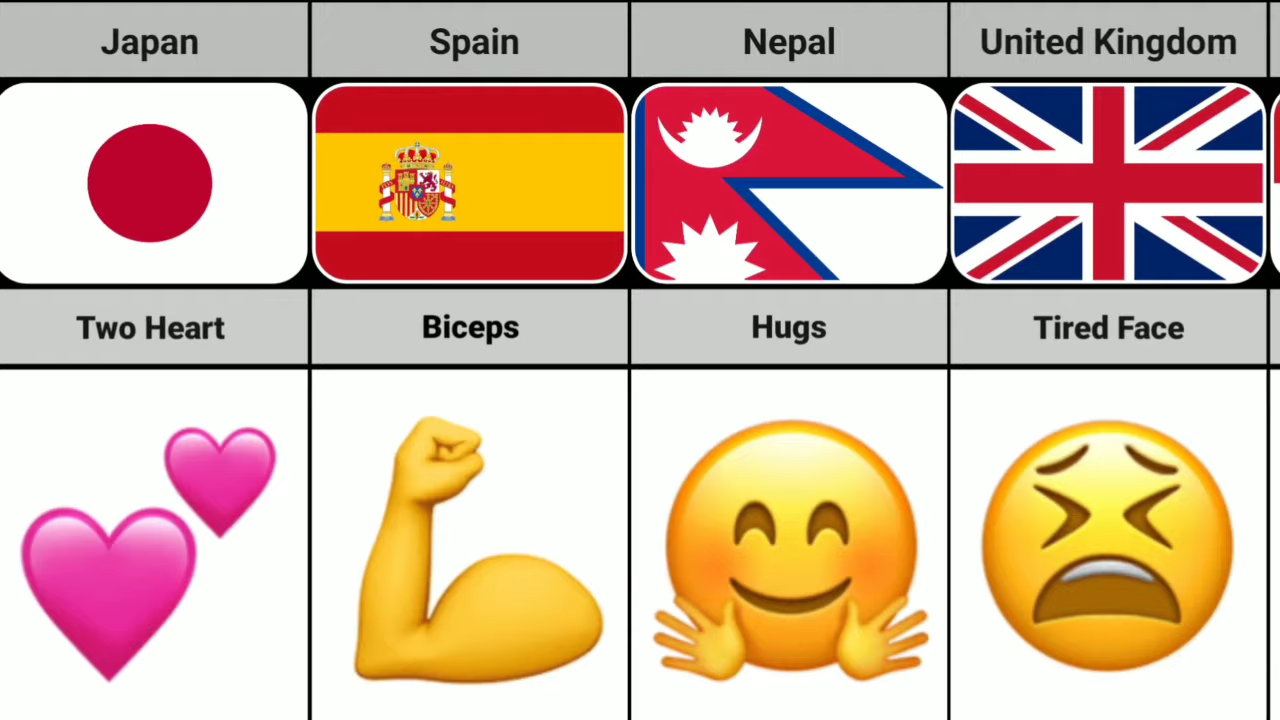 Japan
Spain
Nepal
United Kingdom
Two Heart
Biceps
Hugs
Tired Face